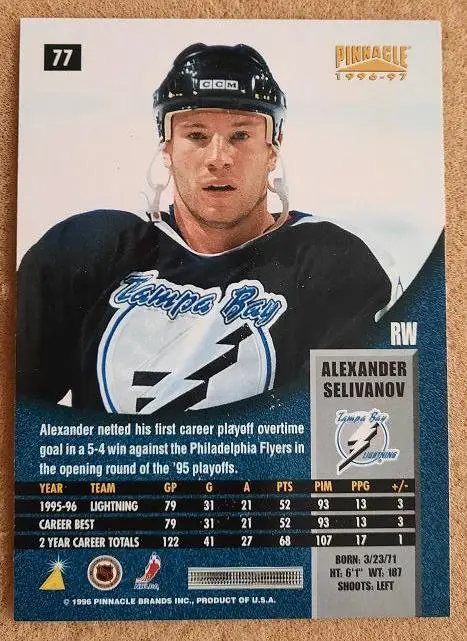 77
PINNACLE
1996-97
CCM
Tampa Bay
RW
ALEXANDER
SELIVANOV
Tampa Bay
LIGHTNING
Alexander netted his first career playoff overtime
goal in a 5-4 win against the Philadelphia Flyers in
the opening round of the '95 playoffs.
YEAR TEAM GP G A PTS PIM PPG +/-
1995-96 LIGHTNING 79 31 21 52 93 13 3
CAREER BEST 79 31 21 52 93 13 3
2 YEAR CAREER TOTALS 122 41 27 68 107 17 1
BORN: 3/23/71
HT: 6'1" WT: 187
SHOOTS: LEFT
NHLPA
© 1996 PINNACLE BRANDS INC., PRODUCT OF U.S.A.